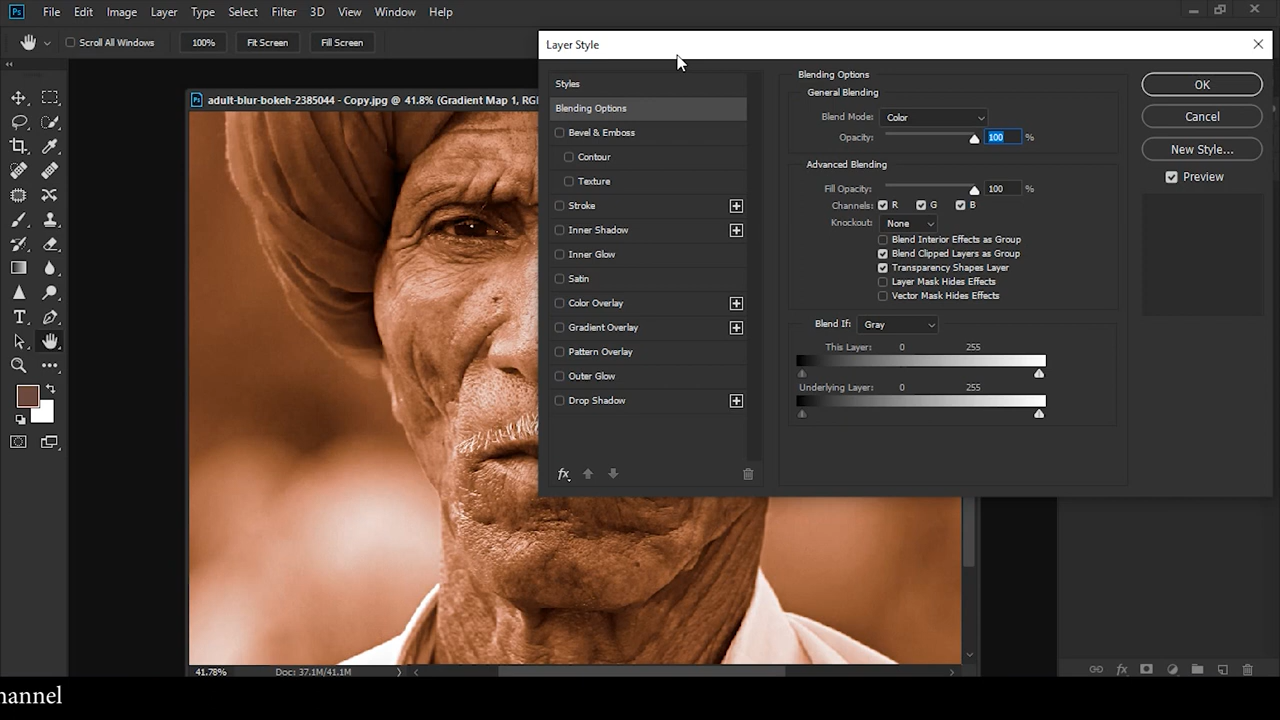 Ps File Edit Image Layer Type Select Filter 3D View Window Help
Scroll All Windows 100% Fit Screen Fill Screen
Layer Style
adult-blur-bokeh-2385044 - Copy.jpg @ 41.8% (Gradient Map 1, RG
Styles
Blending Options
Bevel & Emboss
Contour
Texture
Stroke
Inner Shadow
Inner Glow
Satin
Color Overlay
Gradient Overlay
Pattern Overlay
Outer Glow
Drop Shadow
fx
Blending Options
General Blending
Blend Mode: Color
Opacity: 100 %
Advanced Blending
Fill Opacity: 100 %
Channels: R G B
Knockout: None
Blend Interior Effects as Group
Blend Clipped Layers as Group
Transparency Shapes Layer
Layer Mask Hides Effects
Vector Mask Hides Effects
Blend If: Gray
This Layer: 0 255
Underlying Layer: 0 255
OK
Cancel
New Style...
Preview
41.78% Doc: 37.1M/41.1M
fx
hannel